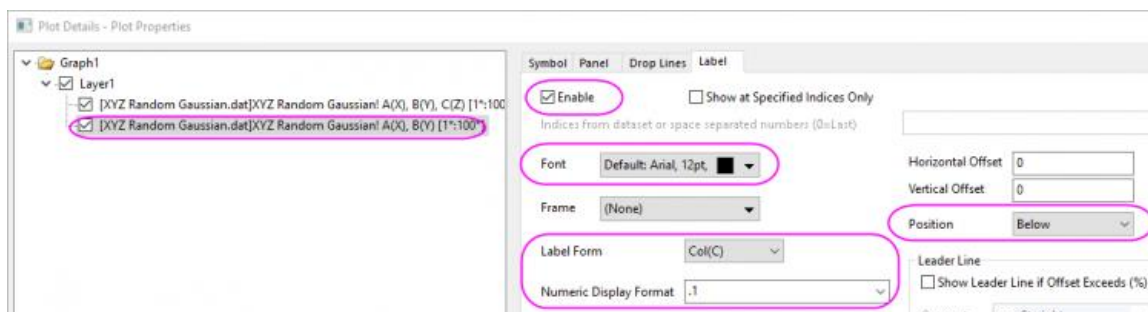 Plot Details - Plot Properties
Graph1
Layer1
[XYZ Random Gaussian.dat]XYZ Random Gaussian! A(X), B(Y), C(Z) [1*:100
[XYZ Random Gaussian.dat]XYZ Random Gaussian! A(X), B(Y) [1*:100*]
Symbol Panel Drop Lines Label
Enable Show at Specified Indices Only
Indices from dataset or space separated numbers (0=Last)
Font Default: Arial, 12pt,
Horizontal Offset 0
Vertical Offset 0
Frame (None)
Position Below
Label Form Col(C)
Leader Line
Show Leader Line if Offset Exceeds (%)
Numeric Display Format .1